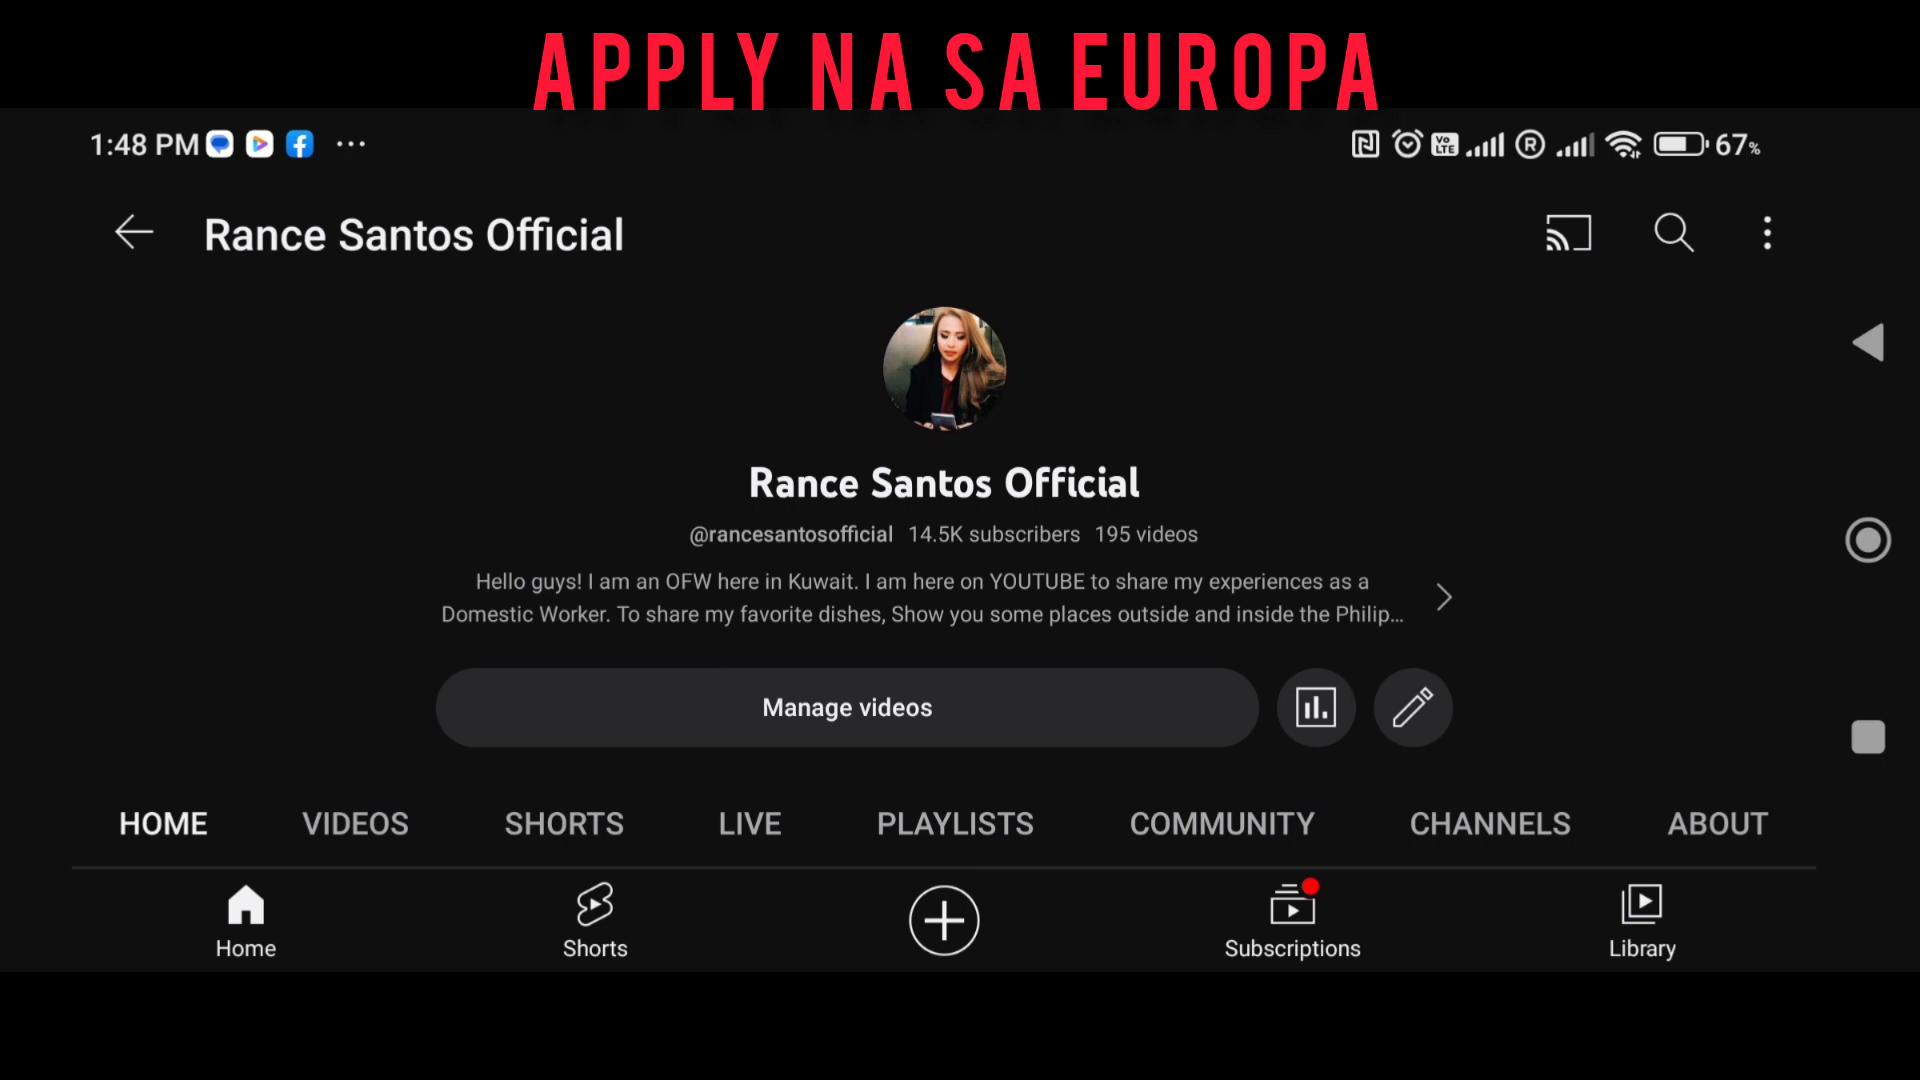 APPLY NA SA EUROPA
1:48 PM ... Vo LTE R 67%
Rance Santos Official
Rance Santos Official
@rancesantosofficial 14.5K subscribers 195 videos
Hello guys! I am an OFW here in Kuwait. I am here on YOUTUBE to share my experiences as a
Domestic Worker. To share my favorite dishes, Show you some places outside and inside the Philip...
Manage videos
HOME VIDEOS SHORTS LIVE PLAYLISTS COMMUNITY CHANNELS ABOUT
Home Shorts Subscriptions Library